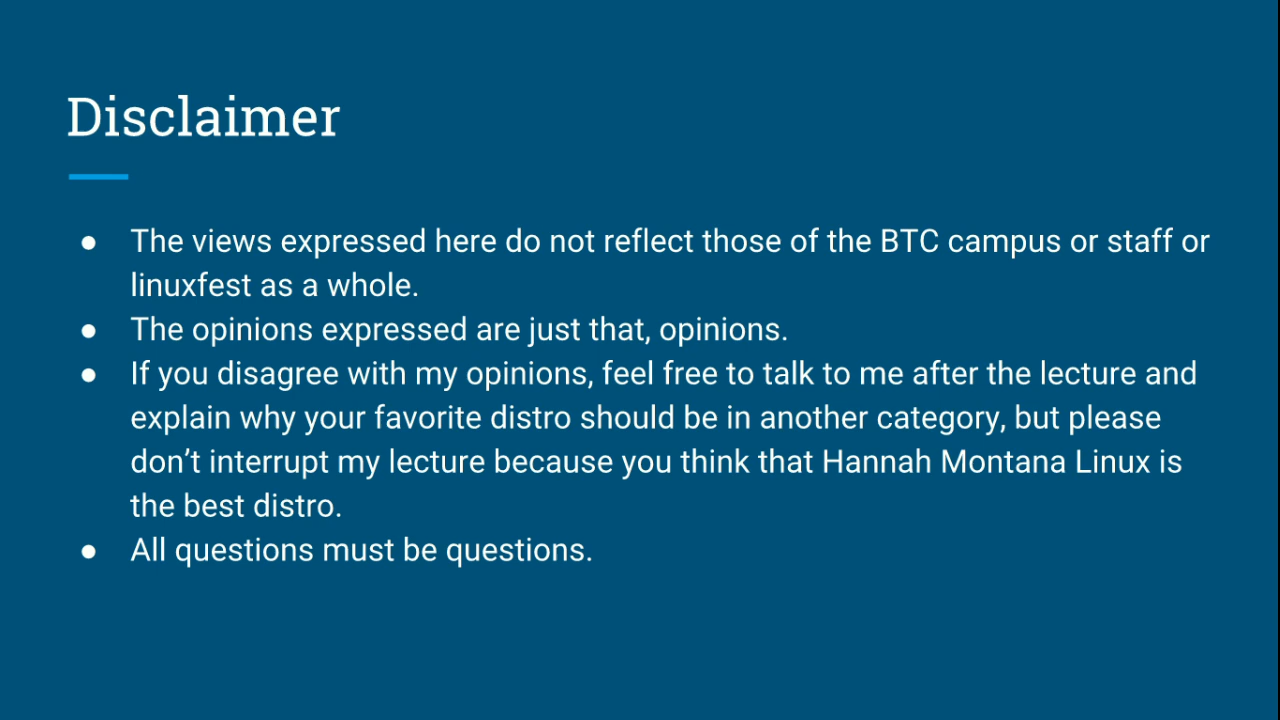 Disclaimer
● The views expressed here do not reflect those of the BTC campus or staff or
linuxfest as a whole.
● The opinions expressed are just that, opinions.
● If you disagree with my opinions, feel free to talk to me after the lecture and
explain why your favorite distro should be in another category, but please
don’t interrupt my lecture because you think that Hannah Montana Linux is
the best distro.
● All questions must be questions.